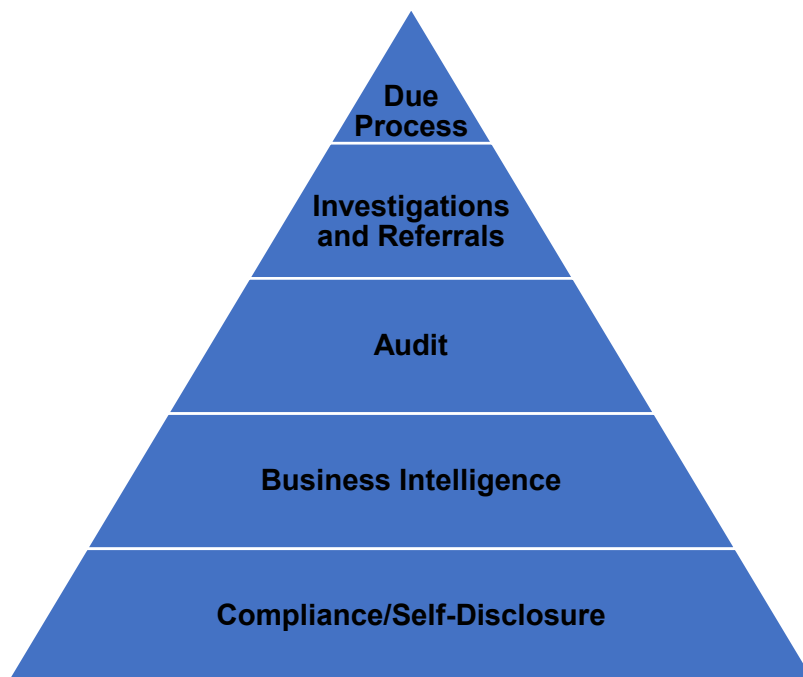 Due
Process
Investigations
and Referrals
Audit
Business Intelligence
Compliance/Self-Disclosure